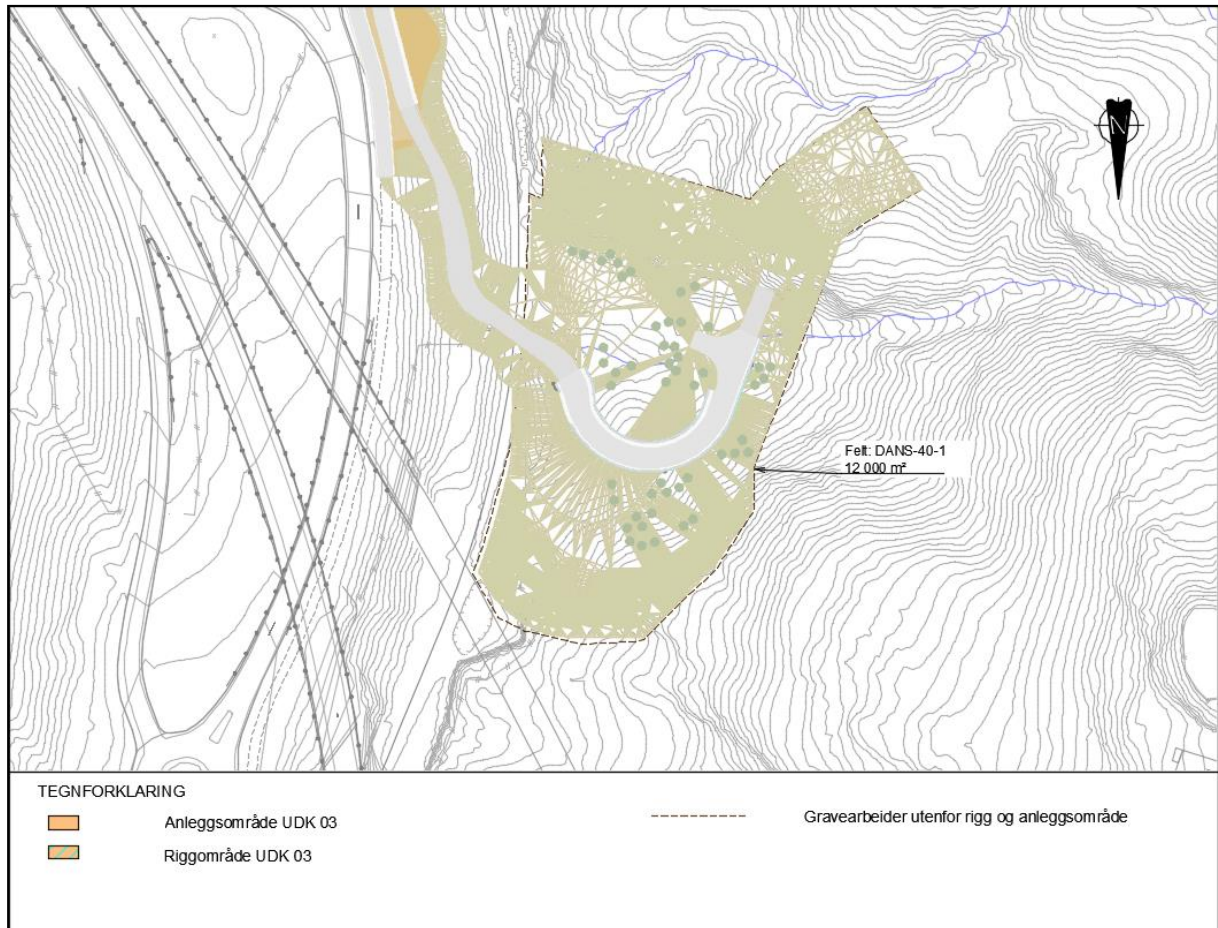 N
Felt: DANS-40-1
12 000 m²
TEGNFORKLARING
Anleggsområde UDK 03
Riggområde UDK 03
Gravearbeider utenfor rigg og anleggsområde